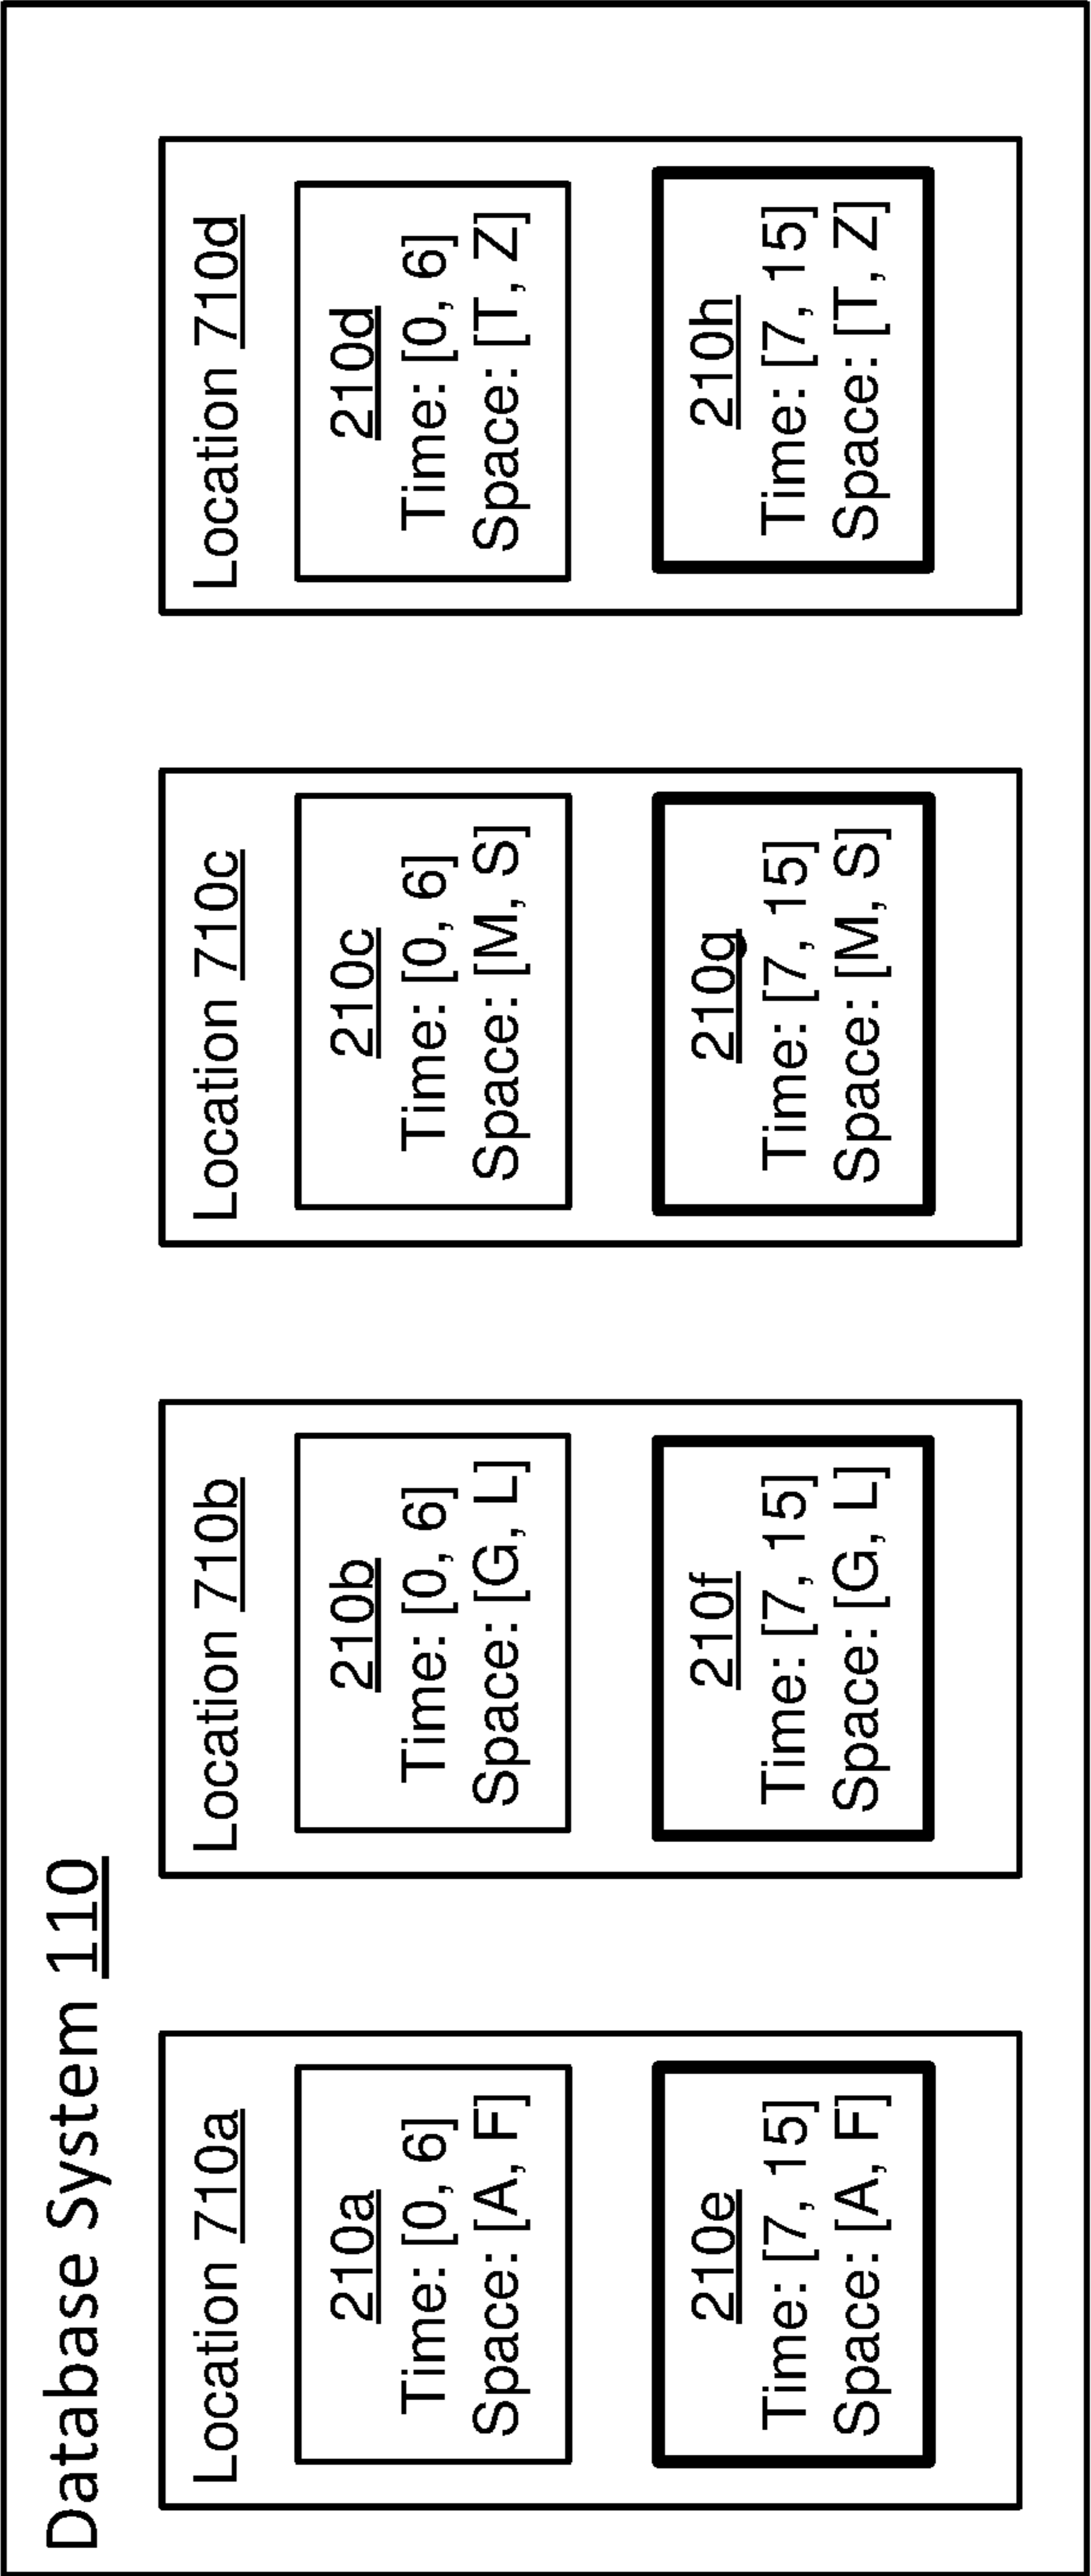 Database System 110
Location 710a
210a
Time: [0, 6]
Space: [A, F]
210e
Time: [7, 15]
Space: [A, F]
Location 710b
210b
Time: [0, 6]
Space: [G, L]
210f
Time: [7, 15]
Space: [G, L]
Location 710c
210c
Time: [0, 6]
Space: [M, S]
210g
Time: [7, 15]
Space: [M, S]
Location 710d
210d
Time: [0, 6]
Space: [T, Z]
210h
Time: [7, 15]
Space: [T, Z]